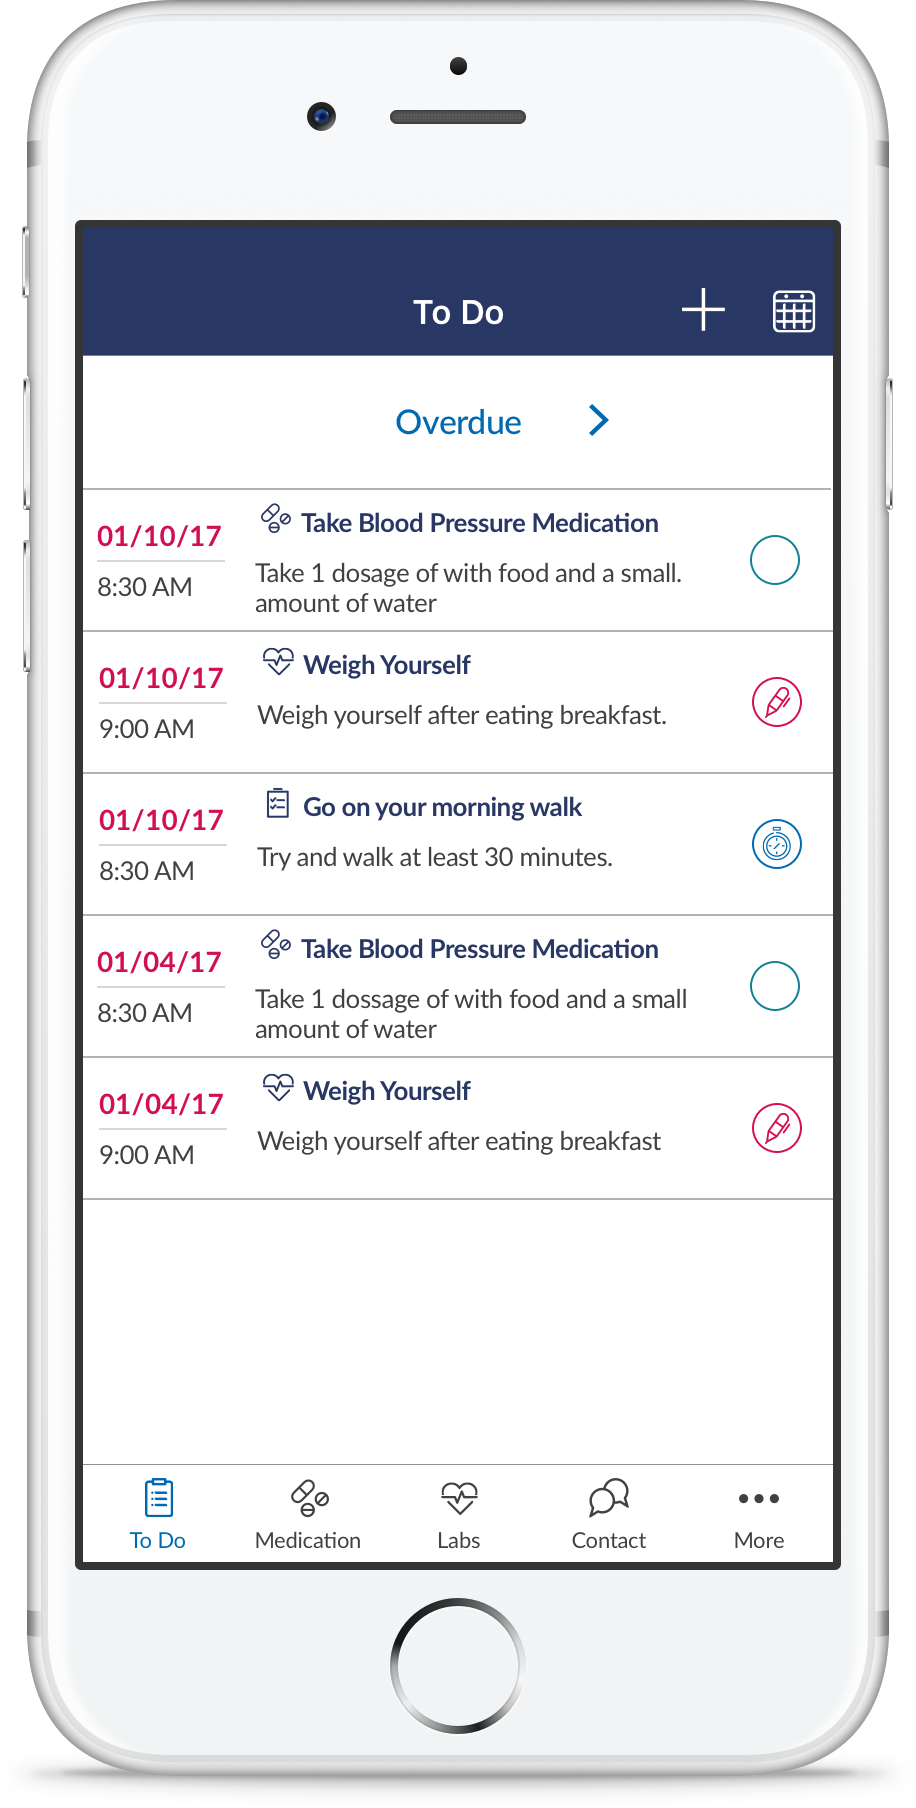 To Do
Overdue
01/10/17
8:30 AM
Take Blood Pressure Medication
Take 1 dosage of with food and a small.
amount of water
01/10/17
9:00 AM
Weigh Yourself
Weigh yourself after eating breakfast.
01/10/17
8:30 AM
Go on your morning walk
Try and walk at least 30 minutes.
01/04/17
8:30 AM
Take Blood Pressure Medication
Take 1 dossage of with food and a small
amount of water
01/04/17
9:00 AM
Weigh Yourself
Weigh yourself after eating breakfast
To Do
Medication
Labs
Contact
More